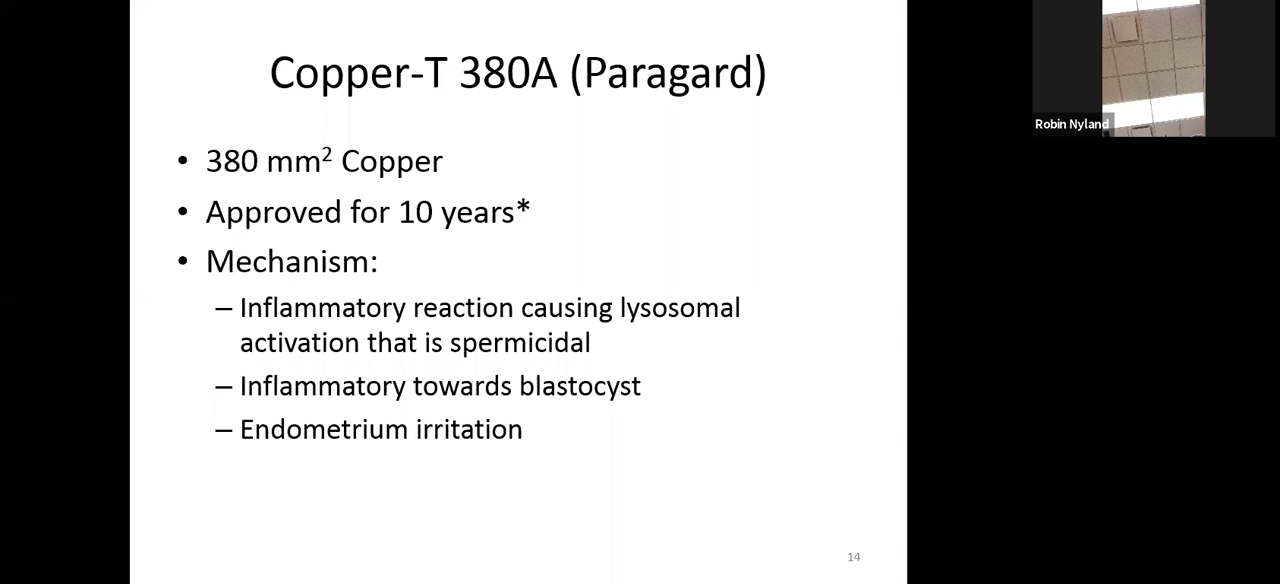 Copper-T 380A (Paragard)
• 380 mm² Copper
• Approved for 10 years*
• Mechanism:
– Inflammatory reaction causing lysosomal
activation that is spermicidal
– Inflammatory towards blastocyst
– Endometrium irritation
14
Robin Nyland